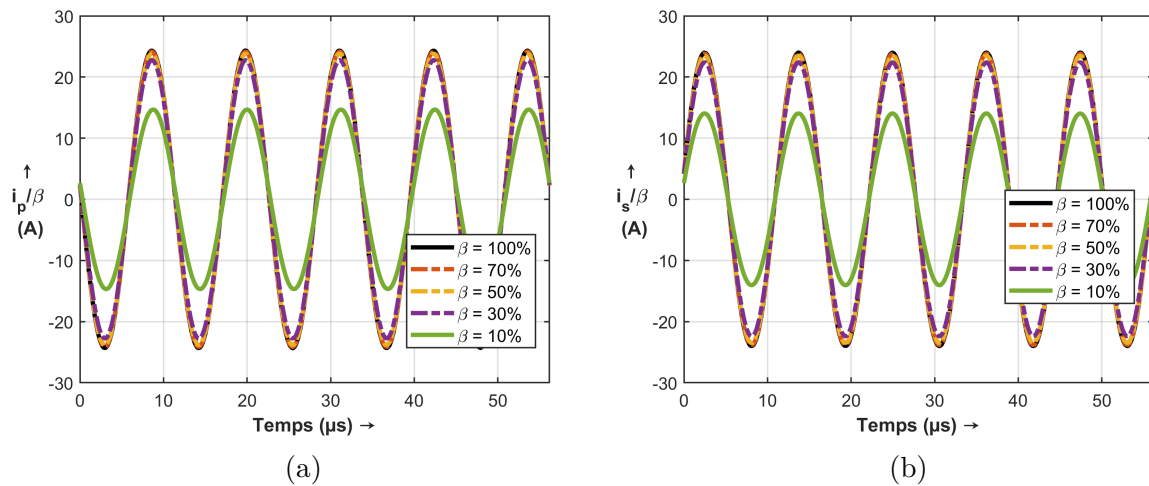 30
20
10
0
-10
-20
-30
0 10 20 30 40 50
↑
i_p/β
(A)
Temps (µs) →
β = 100%
β = 70%
β = 50%
β = 30%
β = 10%
(a)
30
20
10
0
-10
-20
-30
0 10 20 30 40 50
↑
i_s/β
(A)
Temps (µs) →
β = 100%
β = 70%
β = 50%
β = 30%
β = 10%
(b)